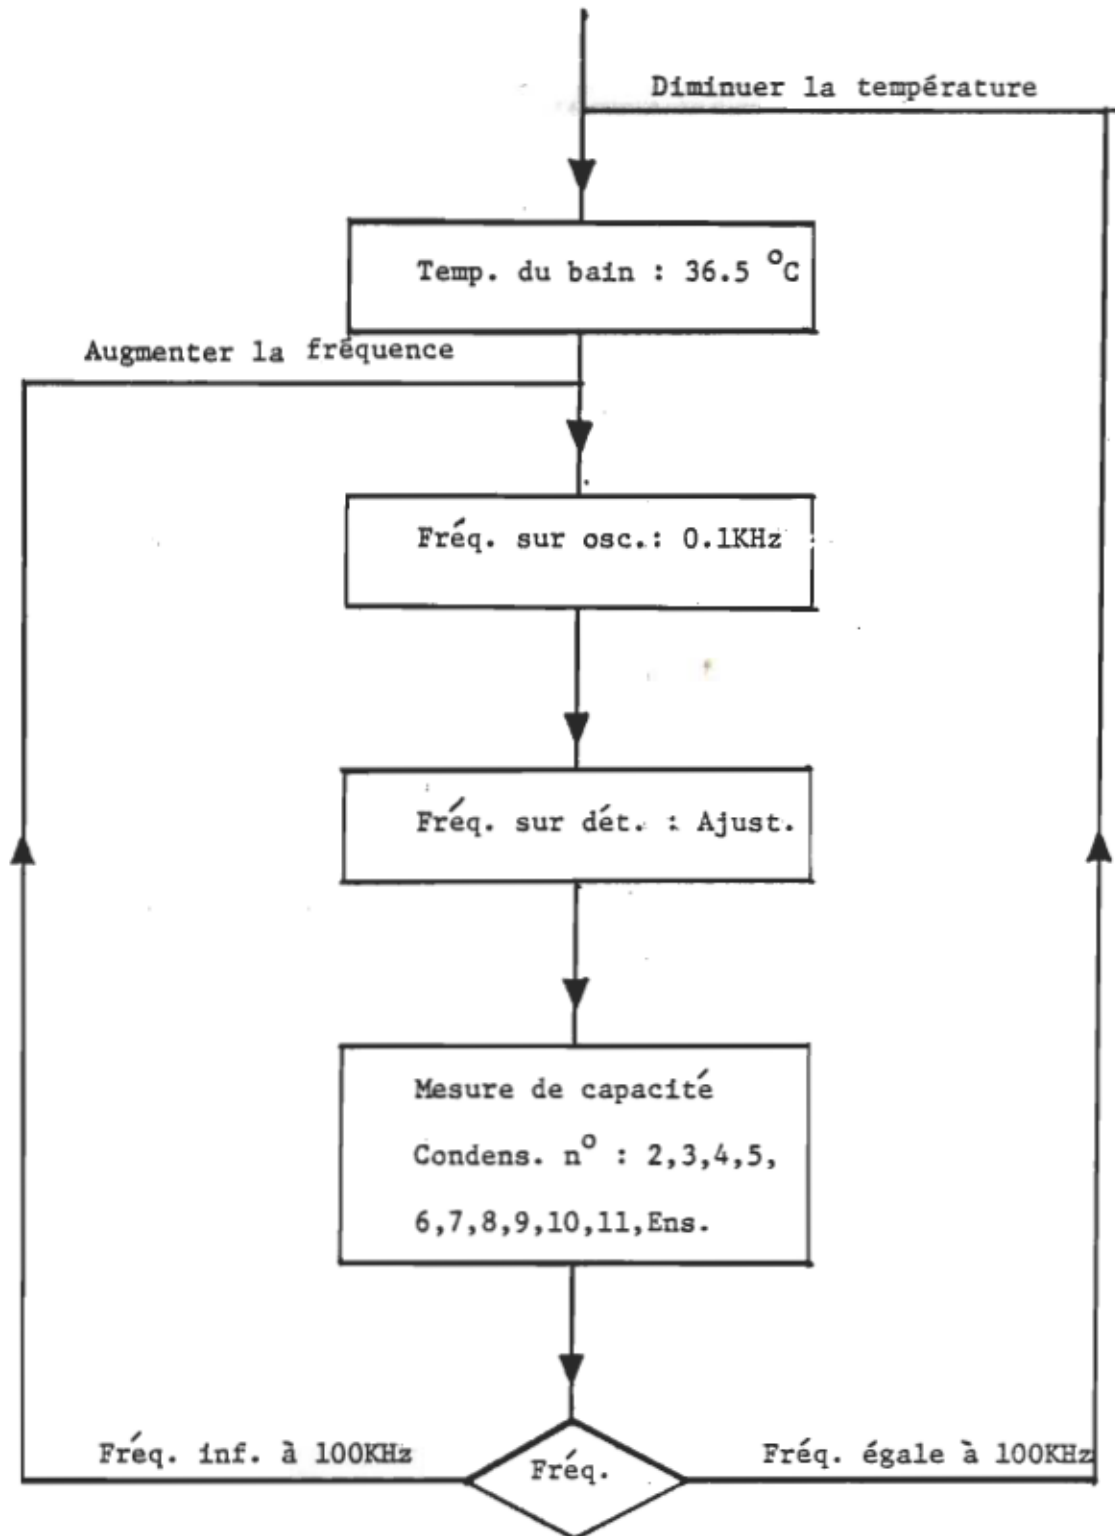 Diminuer la température
Temp. du bain : 36.5 °C
Augmenter la fréquence
Fréq. sur osc.: 0.1KHz
Fréq. sur dét. : Ajust.
Mesure de capacité
Condens. n° : 2,3,4,5,
6,7,8,9,10,11,Ens.
Fréq. inf. à 100KHz
Fréq.
Fréq. égale à 100KHz